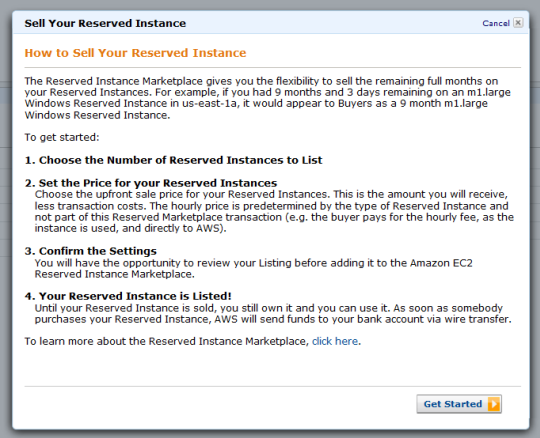 Sell Your Reserved Instance
Cancel
How to Sell Your Reserved Instance
The Reserved Instance Marketplace gives you the flexibility to sell the remaining full months on
your Reserved Instances. For example, if you had 9 months and 3 days remaining on an m1.large
Windows Reserved Instance in us-east-1a, it would appear to Buyers as a 9 month m1.large
Windows Reserved Instance.
To get started:
1. Choose the Number of Reserved Instances to List
2. Set the Price for your Reserved Instances
Choose the upfront sale price for your Reserved Instances. This is the amount you will receive,
less transaction costs. The hourly price is predetermined by the type of Reserved Instance and
not part of this Reserved Marketplace transaction (e.g. the buyer pays for the hourly fee, as the
instance is used, and directly to AWS).
3. Confirm the Settings
You will have the opportunity to review your Listing before adding it to the Amazon EC2
Reserved Instance Marketplace.
4. Your Reserved Instance is Listed!
Until your Reserved Instance is sold, you still own it and you can use it. As soon as somebody
purchases your Reserved Instance, AWS will send funds to your bank account via wire transfer.
To learn more about the Reserved Instance Marketplace, click here.
Get Started